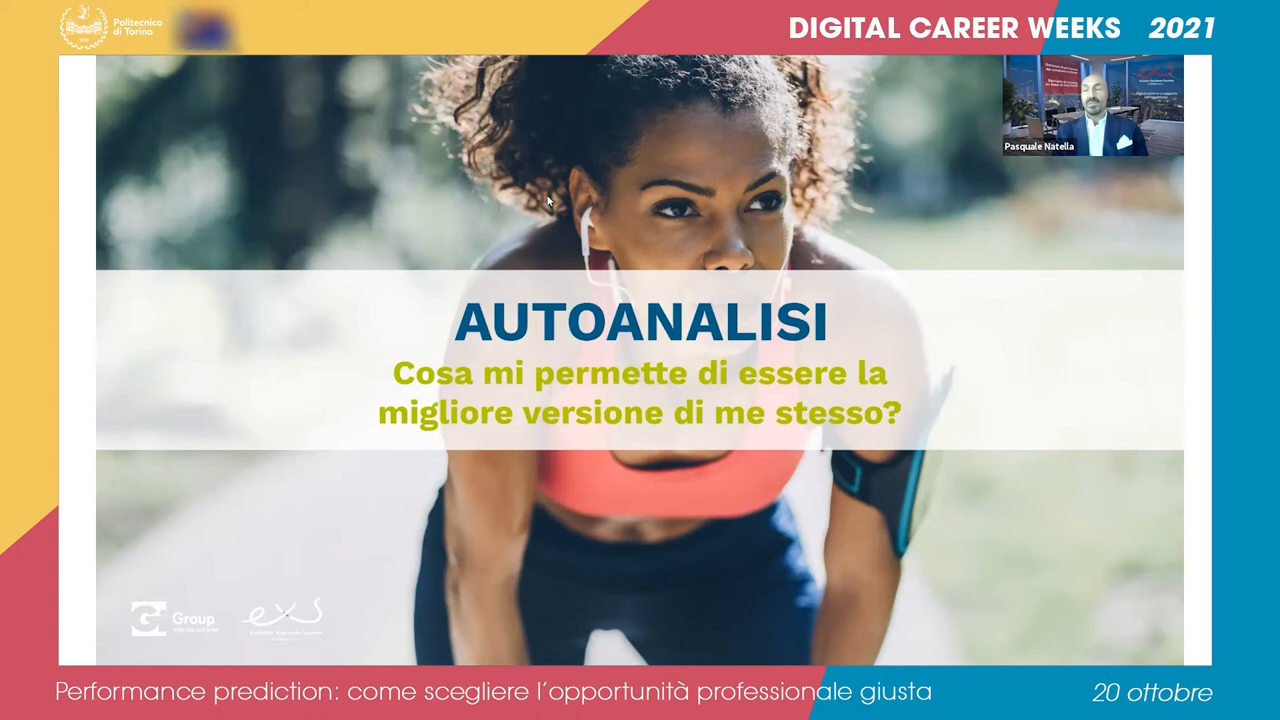 Politecnico
di Torino
DIGITAL CAREER WEEKS 2021
Pasquale Natella
AUTOANALISI
Cosa mi permette di essere la
migliore versione di me stesso?
Group
exs
Performance prediction: come scegliere l'opportunità professionale giusta
20 ottobre